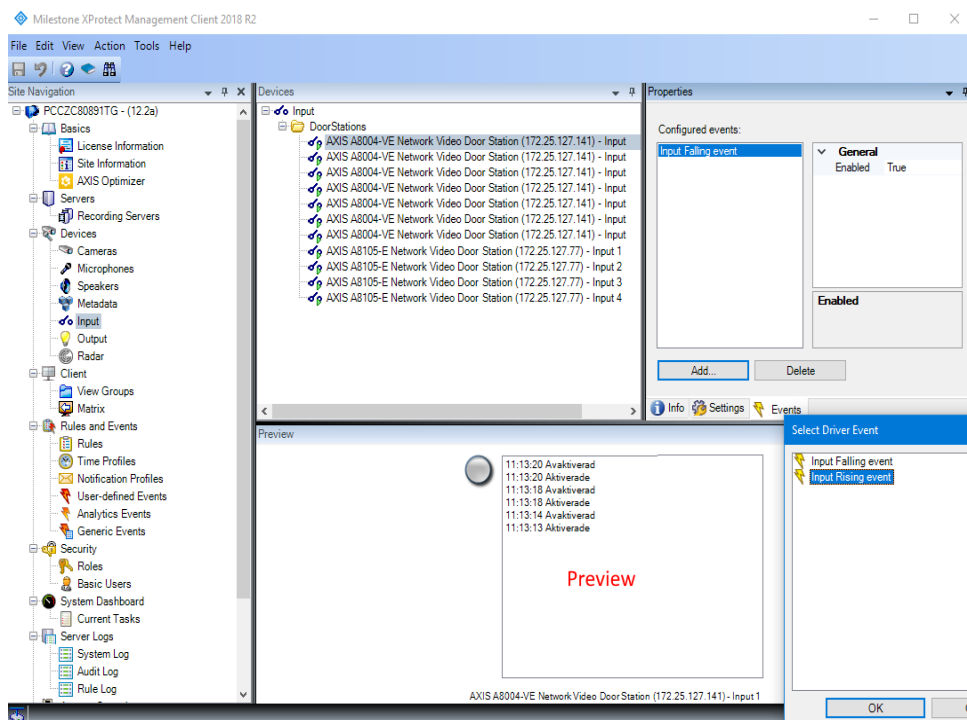 Milestone XProtect Management Client 2018 R2
File Edit View Action Tools Help
Site Navigation
PCCZC80891TG - (12.2a)
Basics
License Information
Site Information
AXIS Optimizer
Servers
Recording Servers
Devices
Cameras
Microphones
Speakers
Metadata
Input
Output
Radar
Client
View Groups
Matrix
Rules and Events
Rules
Time Profiles
Notification Profiles
User-defined Events
Analytics Events
Generic Events
Security
Roles
Basic Users
System Dashboard
Current Tasks
Server Logs
System Log
Audit Log
Rule Log
Devices
Input
DoorStations
AXIS A8004-VE Network Video Door Station (172.25.127.141) - Input
AXIS A8004-VE Network Video Door Station (172.25.127.141) - Input
AXIS A8004-VE Network Video Door Station (172.25.127.141) - Input
AXIS A8004-VE Network Video Door Station (172.25.127.141) - Input
AXIS A8004-VE Network Video Door Station (172.25.127.141) - Input
AXIS A8004-VE Network Video Door Station (172.25.127.141) - Input
AXIS A8004-VE Network Video Door Station (172.25.127.141) - Input
AXIS A8105-E Network Video Door Station (172.25.127.77) - Input 1
AXIS A8105-E Network Video Door Station (172.25.127.77) - Input 2
AXIS A8105-E Network Video Door Station (172.25.127.77) - Input 3
AXIS A8105-E Network Video Door Station (172.25.127.77) - Input 4
Properties
Configured events:
Input Falling event
General
Enabled True
Enabled
Add... Delete
Info Settings Events
Preview
11:13:20 Avaktiverad
11:13:20 Aktiverade
11:13:18 Avaktiverad
11:13:18 Aktiverade
11:13:14 Avaktiverad
11:13:13 Aktiverade
Preview
AXIS A8004-VE Network Video Door Station (172.25.127.141) - Input 1
Select Driver Event
Input Falling event
Input Rising event
OK